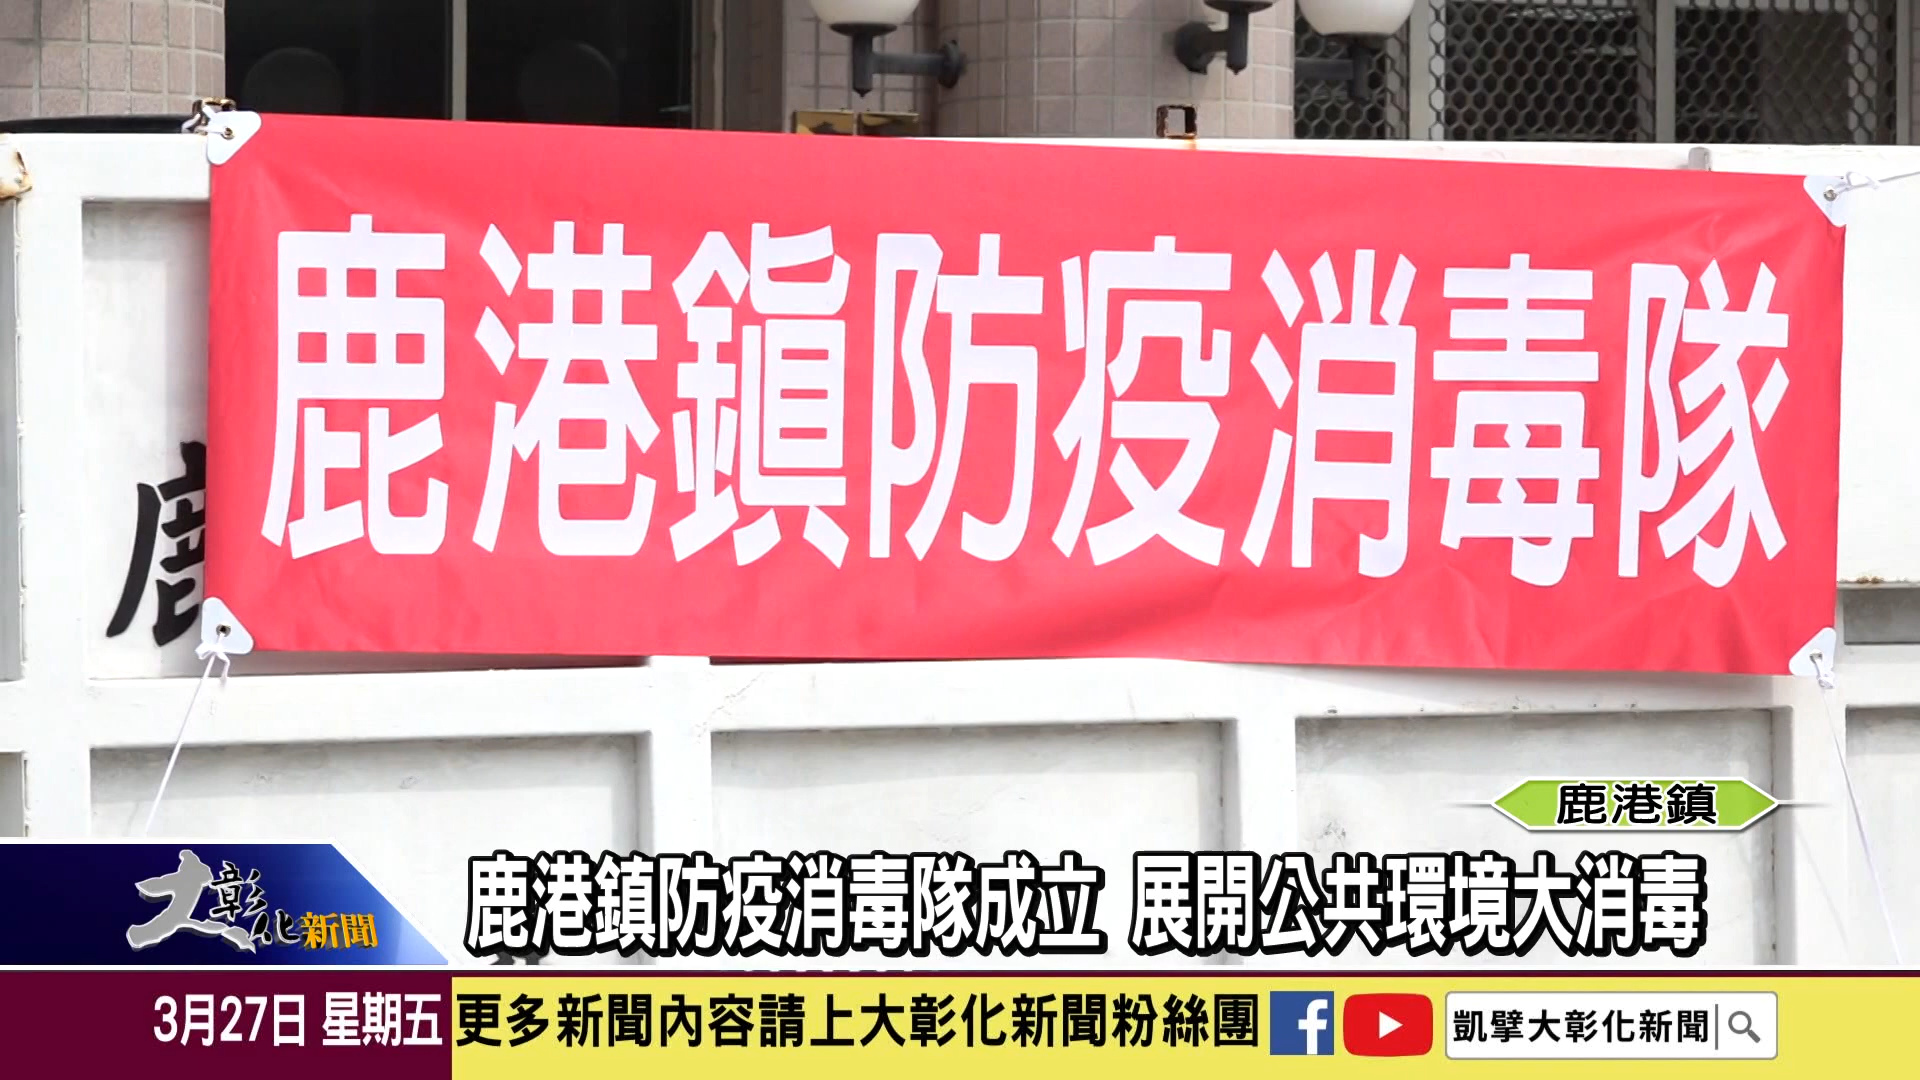 鹿港鎮防疫消毒隊
鹿
鹿港鎮
大彰化新聞
鹿港鎮防疫消毒隊成立 展開公共環境大消毒
3月27日 星期五
更多新聞內容請上大彰化新聞粉絲團
凱擘大彰化新聞